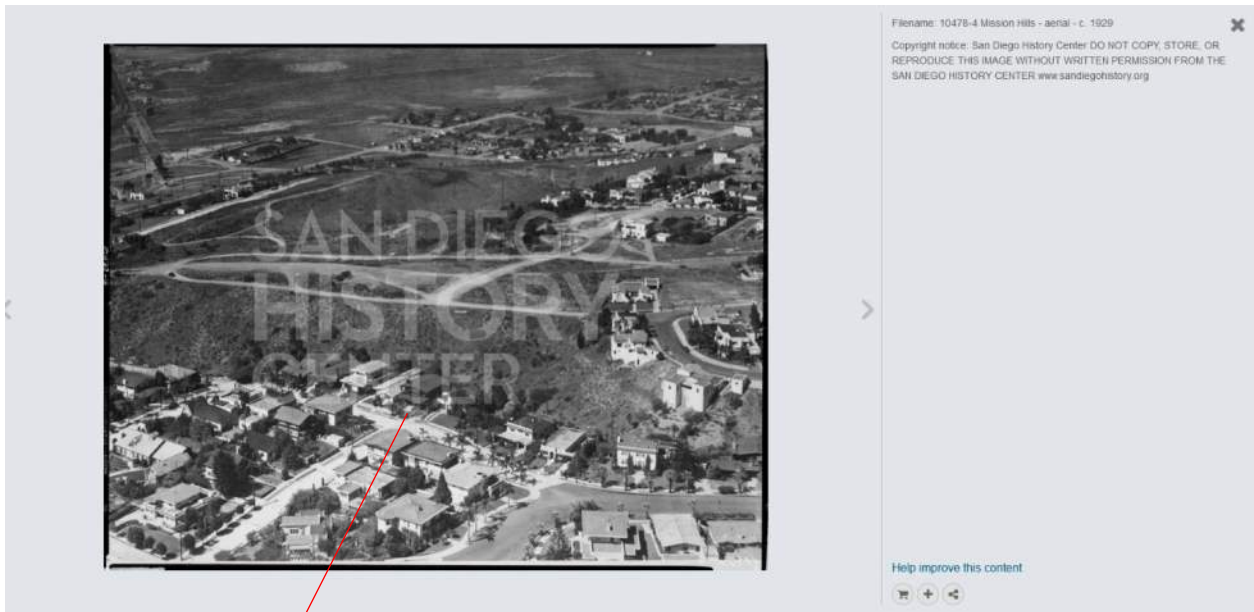 Filename: 10478-4 Mission Hills - aerial - c. 1929
Copyright notice: San Diego History Center DO NOT COPY, STORE, OR
REPRODUCE THIS IMAGE WITHOUT WRITTEN PERMISSION FROM THE
SAN DIEGO HISTORY CENTER www.sandiegohistory.org
SAN DIEGO
HISTORY
CENTER
Help improve this content